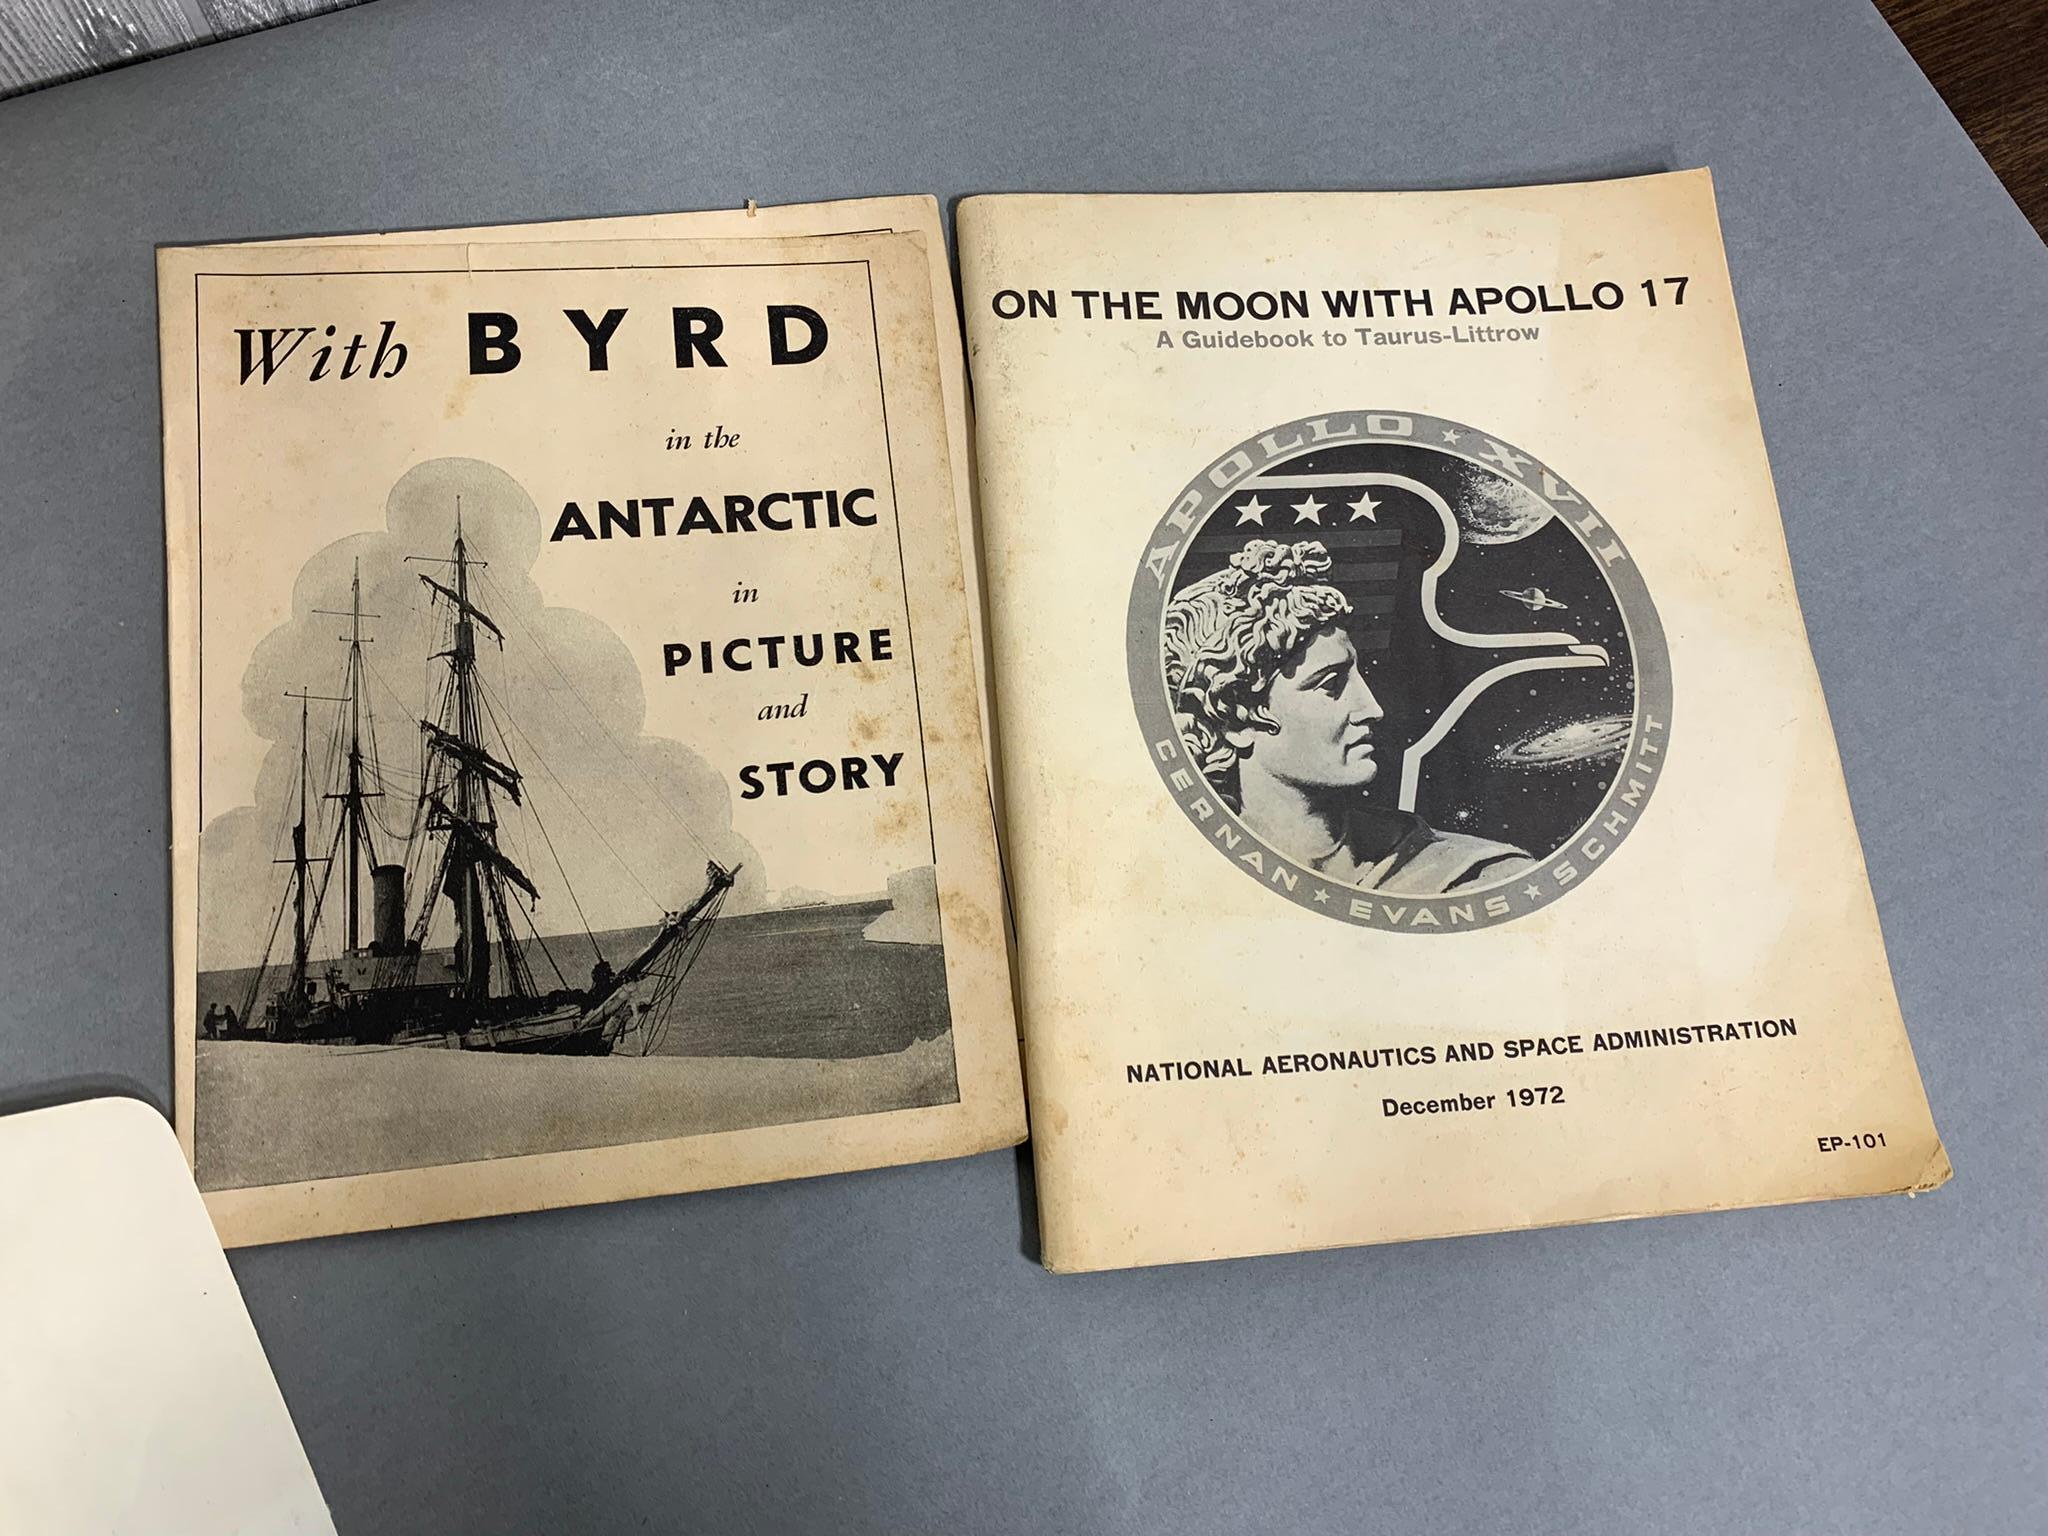 With BYRD
in the
ANTARCTIC
in
PICTURE
and
STORY
ON THE MOON WITH APOLLO 17
A Guidebook to Taurus-Littrow
APOLLO XVII
CERNAN EVANS SCHMITT
NATIONAL AERONAUTICS AND SPACE ADMINISTRATION
December 1972
EP-101